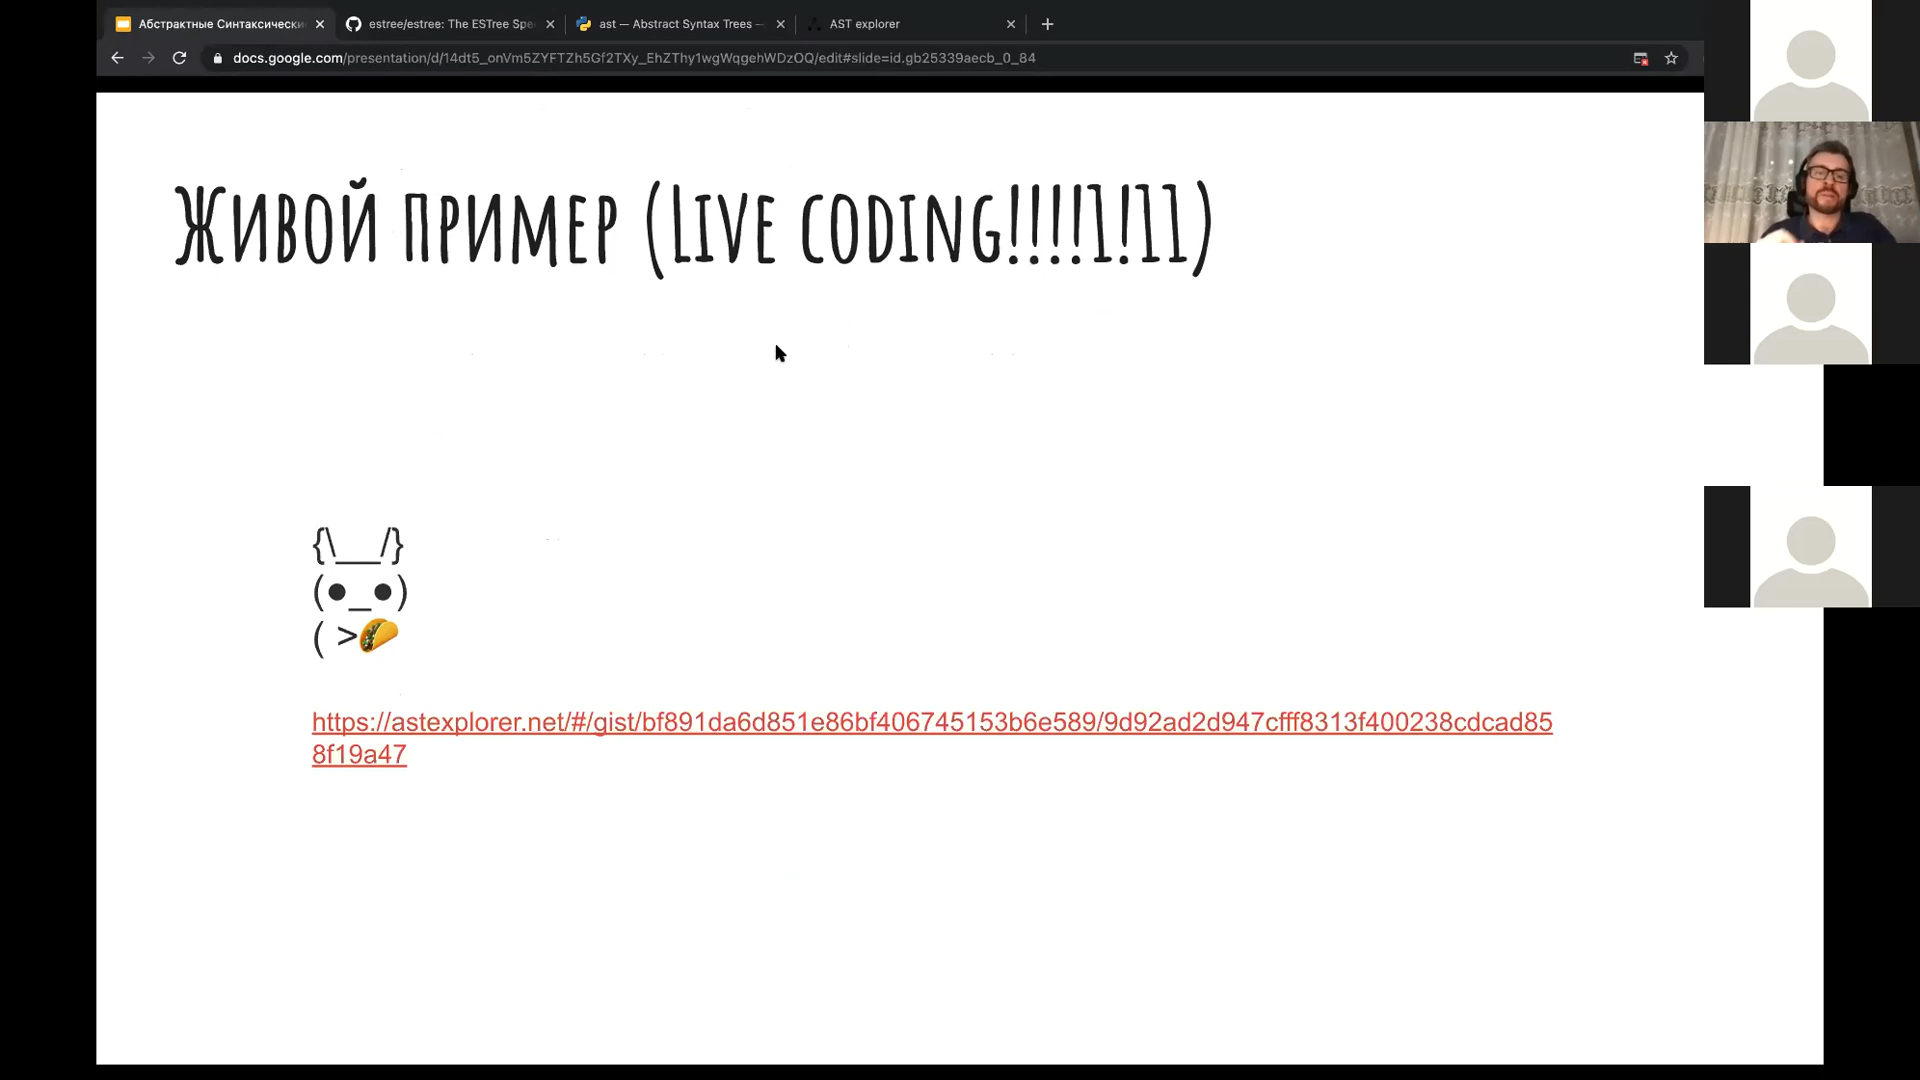 Абстрактные Синтаксически
estree/estree: The ESTree Spe
ast — Abstract Syntax Trees —
AST explorer
docs.google.com/presentation/d/14dt5_onVm5ZYFTZh5Gf2TXy_EhZThy1wgWqgehWDzOQ/edit#slide=id.gb25339aecb_0_84
Живой пример (Live coding!!!!1!11)
{\__/}
(●_●)
( >🌮
https://astexplorer.net/#/gist/bf891da6d851e86bf406745153b6e589/9d92ad2d947cfff8313f400238cdcad85
8f19a47